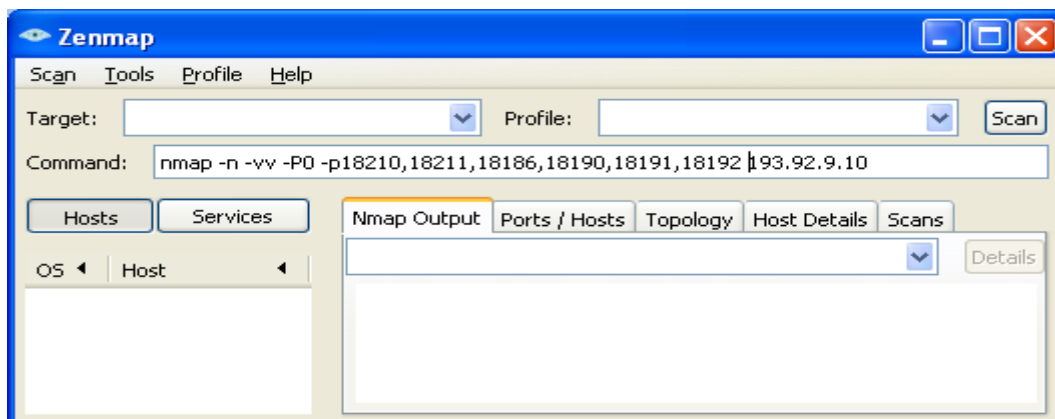 Zenmap
Scan Tools Profile Help
Target: Profile: Scan
Command: nmap -n -vv -P0 -p18210,18211,18186,18190,18191,18192 193.92.9.10
Hosts Services Nmap Output Ports / Hosts Topology Host Details Scans
OS Host Details